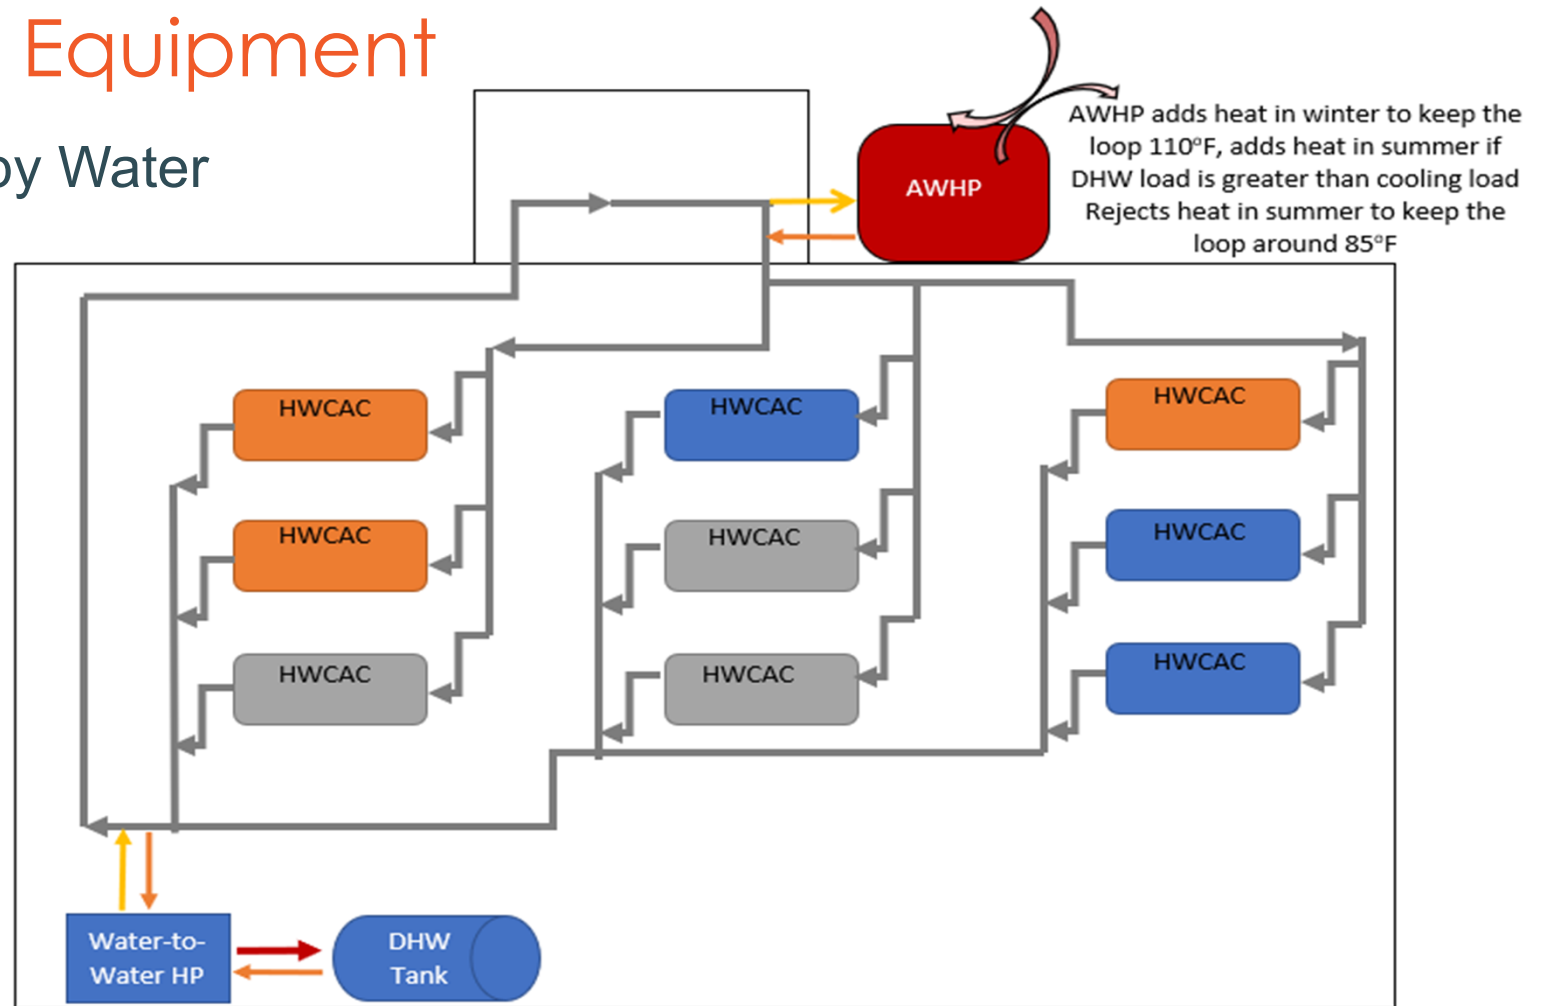 Equipment
by Water
AWHP adds heat in winter to keep the
loop 110°F, adds heat in summer if
DHW load is greater than cooling load
Rejects heat in summer to keep the
loop around 85°F
AWHP
HWCAC
HWCAC
HWCAC
HWCAC
HWCAC
HWCAC
HWCAC
HWCAC
HWCAC
Water-to-
Water HP
DHW
Tank